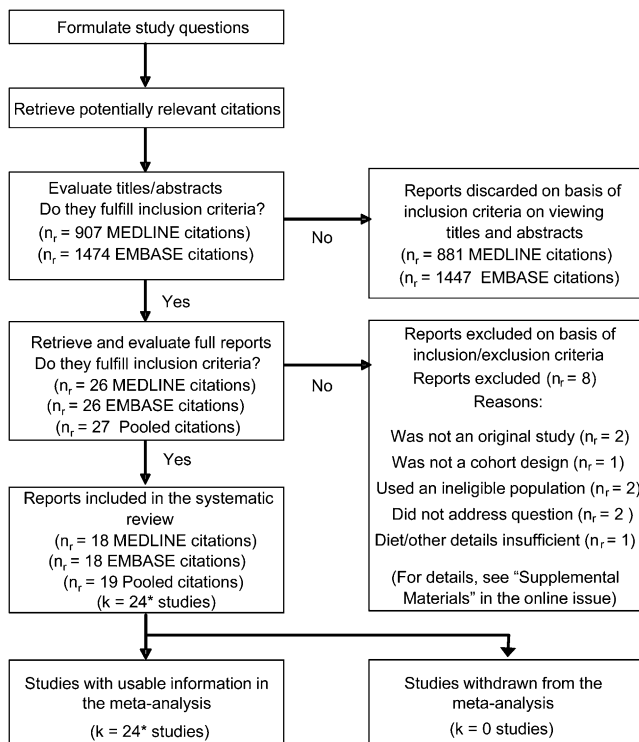 Formulate study questions
Retrieve potentially relevant citations
Evaluate titles/abstracts
Do they fulfill inclusion criteria?
(nr = 907 MEDLINE citations)
(nr = 1474 EMBASE citations)
No
Reports discarded on basis of
inclusion criteria on viewing
titles and abstracts
(nr = 881 MEDLINE citations)
(nr = 1447 EMBASE citations)
Yes
Retrieve and evaluate full reports
Do they fulfill inclusion criteria?
(nr = 26 MEDLINE citations)
(nr = 26 EMBASE citations)
(nr = 27 Pooled citations)
No
Reports excluded on basis of
inclusion/exclusion criteria
Reports excluded (nr = 8)
Reasons:
Was not an original study (nr = 2)
Was not a cohort design (nr = 1)
Used an ineligible population (nr = 2)
Did not address question (nr = 2 )
Diet/other details insufficient (nr = 1)
(For details, see “Supplemental
Materials” in the online issue)
Yes
Reports included in the systematic
review
(nr = 18 MEDLINE citations)
(nr = 18 EMBASE citations)
(nr = 19 Pooled citations)
(k = 24* studies)
Studies with usable information in
the meta-analysis
(k = 24* studies)
Studies withdrawn from the
meta-analysis
(k = 0 studies)